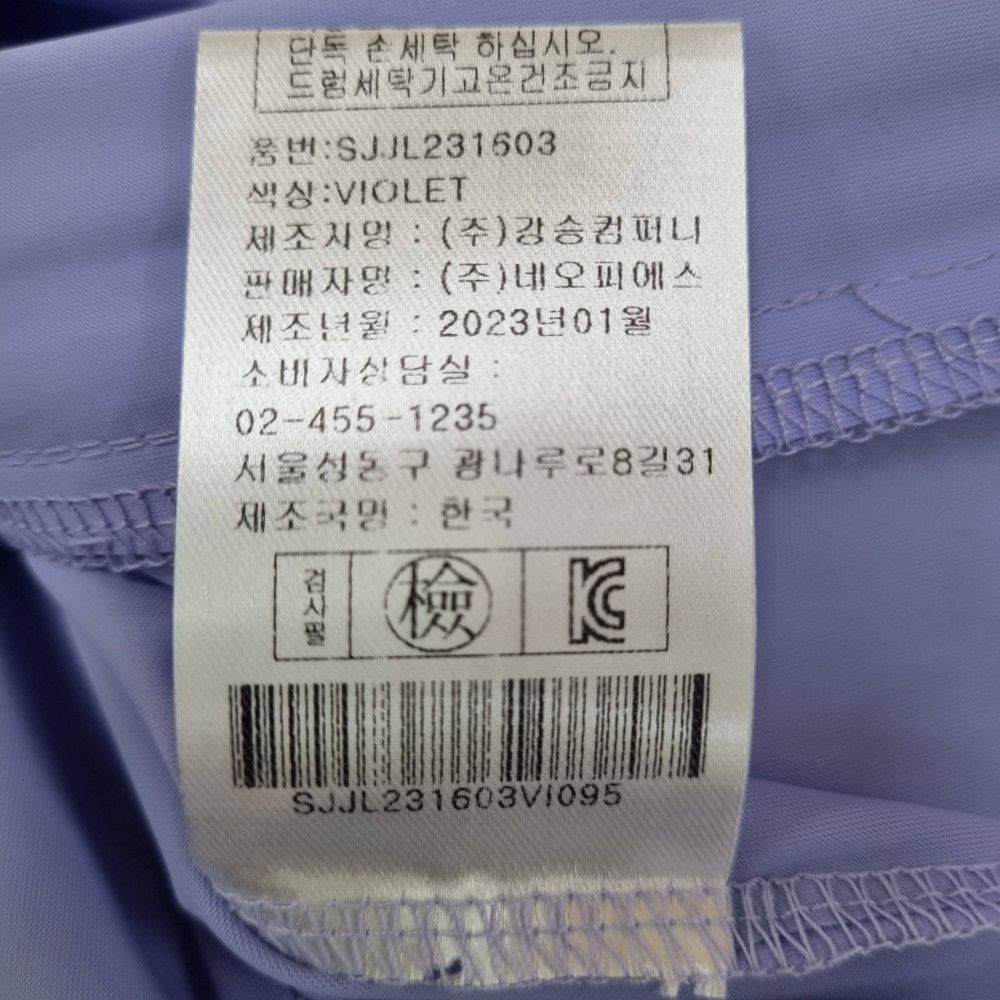 단독 손세탁 하십시오.
드럼세탁기고온건조금지
품번:SJJL231603
색상:VIOLET
제조자명 : (주)강승컴퍼니
판매자명 : (주)네오피에스
제조년월 : 2023년01월
소비자상담실 :
02-455-1235
서울성동구 광나루로8길31
제조국명 : 한국
검사필 檢 KC
SJJL231603VI095